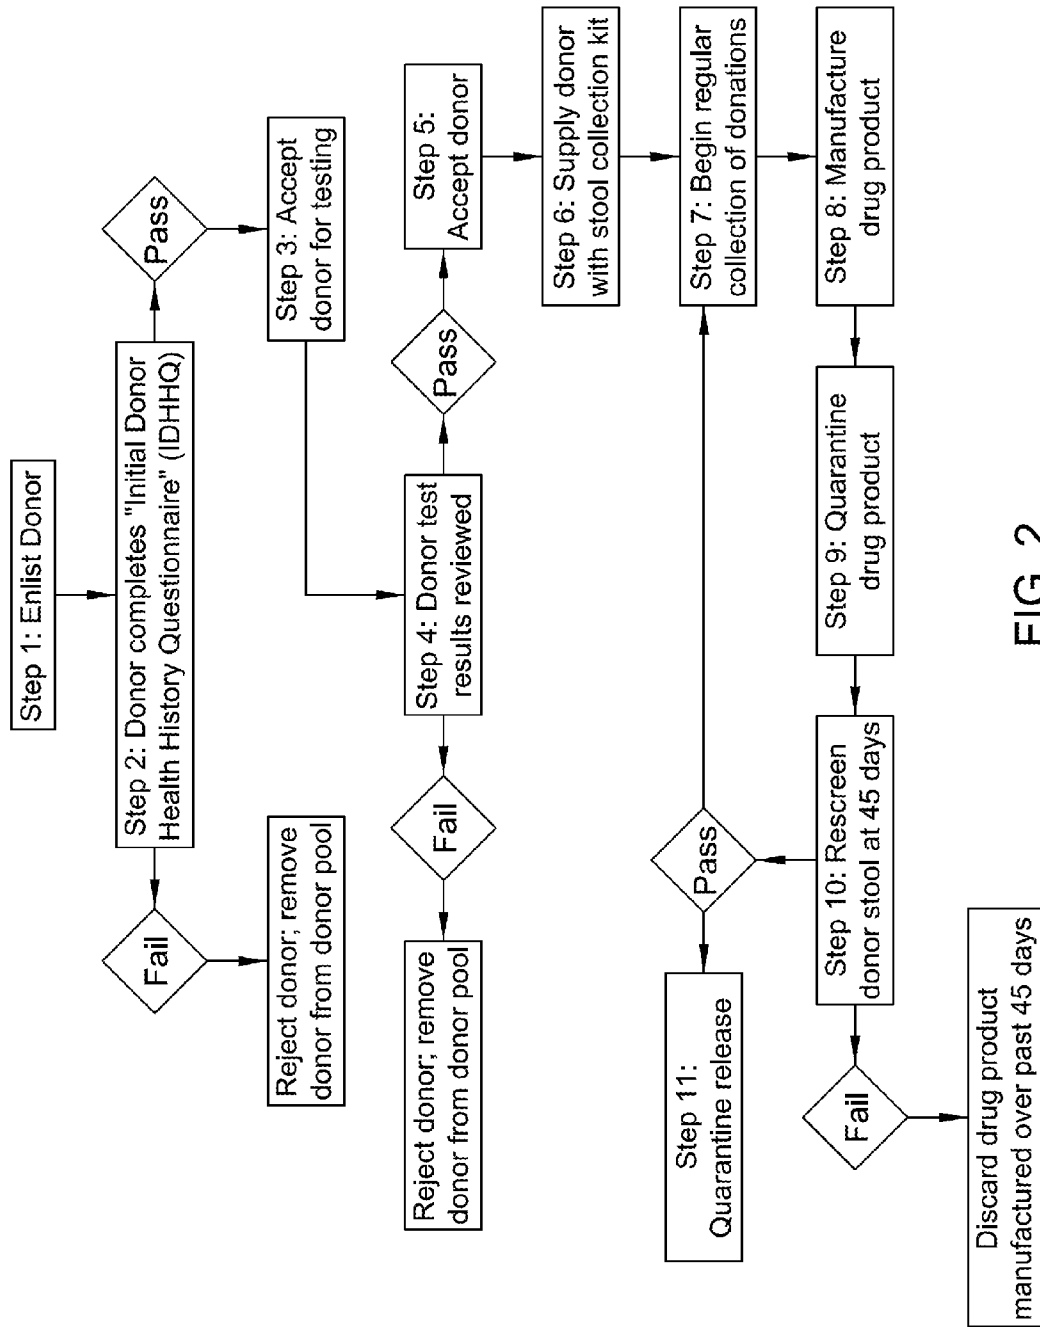 Step 1: Enlist Donor
Step 2: Donor completes "Initial Donor
Health History Questionnaire" (IDHHQ)
Fail
Pass
Reject donor; remove
donor from donor pool
Step 3: Accept
donor for testing
Reject donor; remove
donor from donor pool
Fail
Step 4: Donor test
results reviewed
Pass
Step 5:
Accept donor
Step 6: Supply donor
with stool collection kit
Step 11:
Quarantine release
Pass
Step 7: Begin regular
collection of donations
Fail
Step 10: Rescreen
donor stool at 45 days
Step 9: Quarantine
drug product
Step 8: Manufacture
drug product
Discard drug product
manufactured over past 45 days
FIG. 2